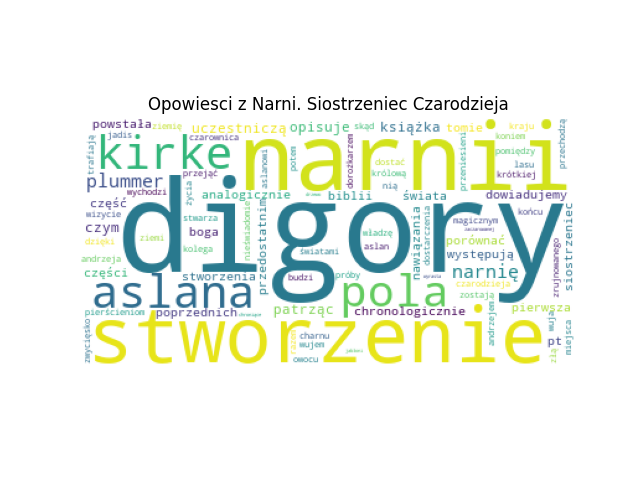 Opowiesci z Narni. Siostrzeniec Czarodzieja
powstała ziemię uczestniczą opisuje skąd książka tomie kraju
jadis czarownica koniem
trafiają kirke narnii przechodzą
potem dorożkarzem dostać przeniesieni pomiędzy
aslanowi królową lasu
plummer przejąć nią krótkiej
wychodzi życia analogicznie biblii świata dowiadujemy
część digory
wizycie stwarza nieświadomie przedostatnim magicznym końcu siostrzeniec
czym boga władzę nawiązania dostarczenia
dzięki ziemi kolega światami aslan porównać zrujnowanego
andrzeja występują
części stworzenia budzi próby narnię
aslana pola czarodzieja
zostają
pierścieniom poprzednich patrząc chronologicznie pierwsza
zwycięsko stworzenie andrzejem wuja miejsca
charnu
wujem pt
owocu złą